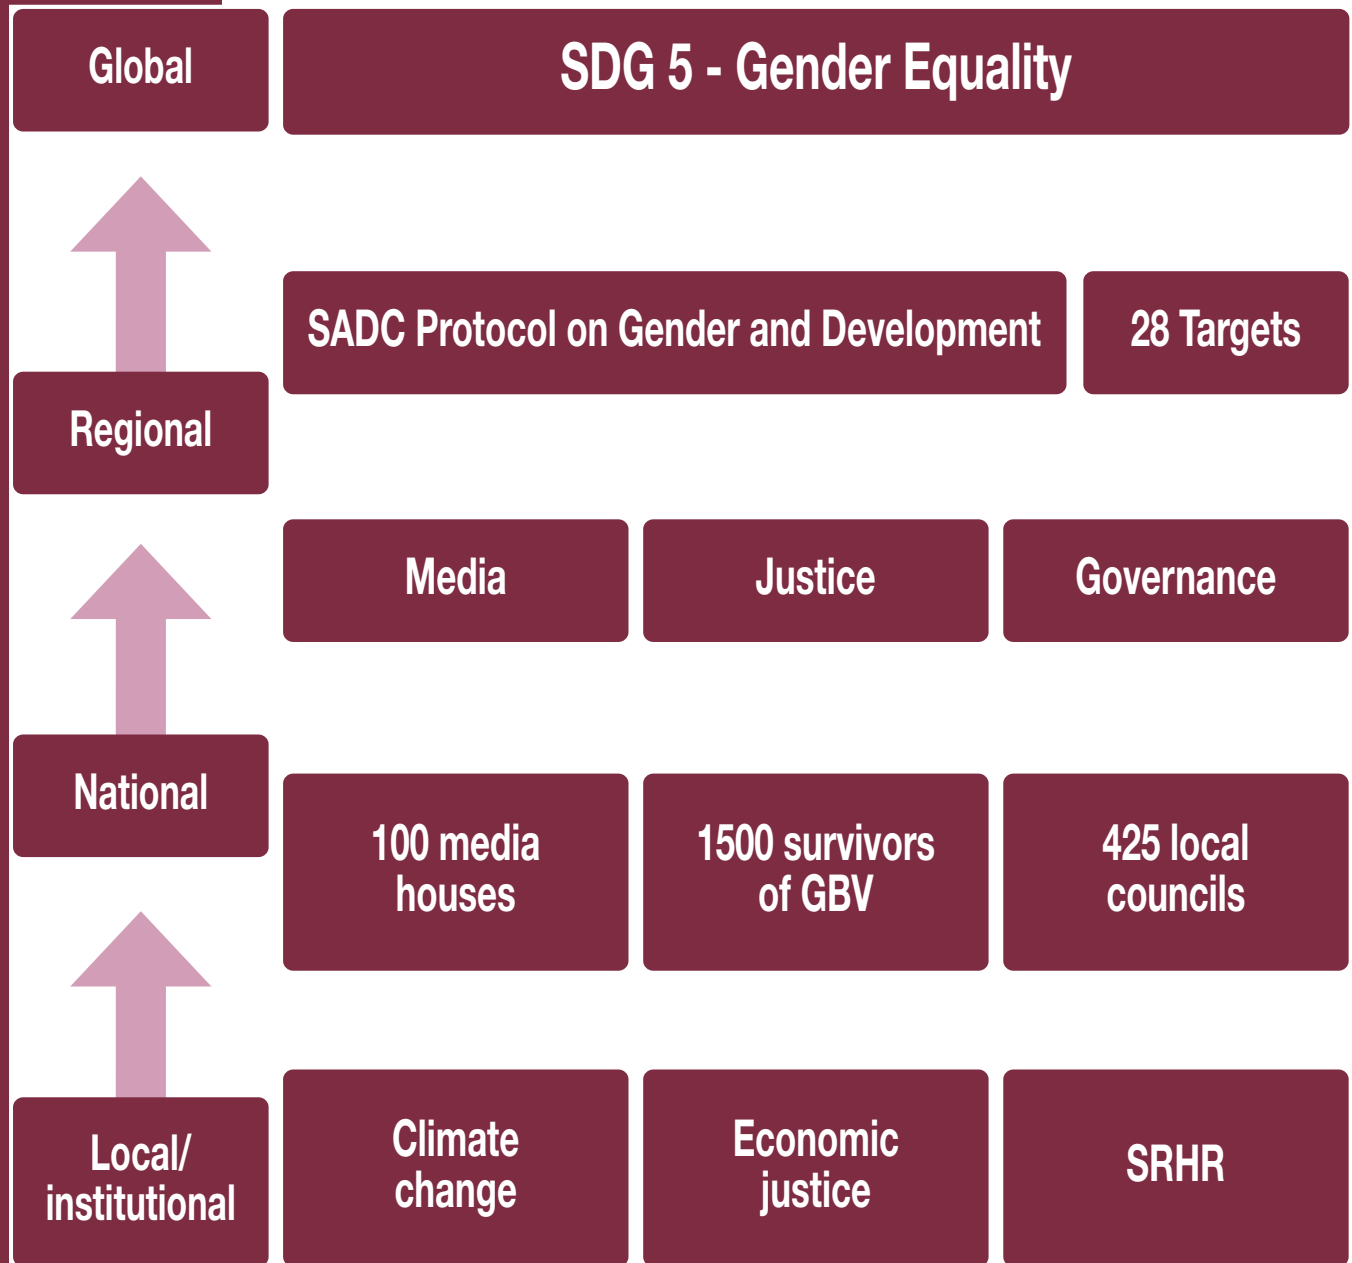 Global
SDG 5 - Gender Equality
SADC Protocol on Gender and Development
28 Targets
Regional
Media
Justice
Governance
National
100 media
houses
1500 survivors
of GBV
425 local
councils
Local/
institutional
Climate
change
Economic
justice
SRHR